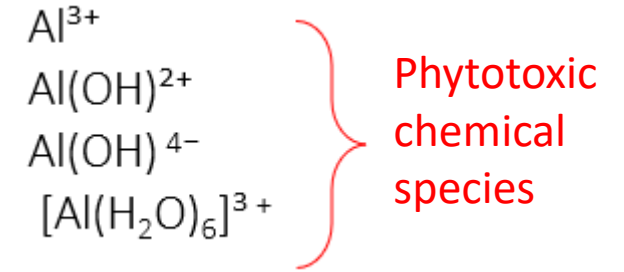 Al³⁺
Al(OH)²⁺
Al(OH) ⁴⁻
[Al(H₂O)₆]³ ⁺
Phytotoxic
chemical
species